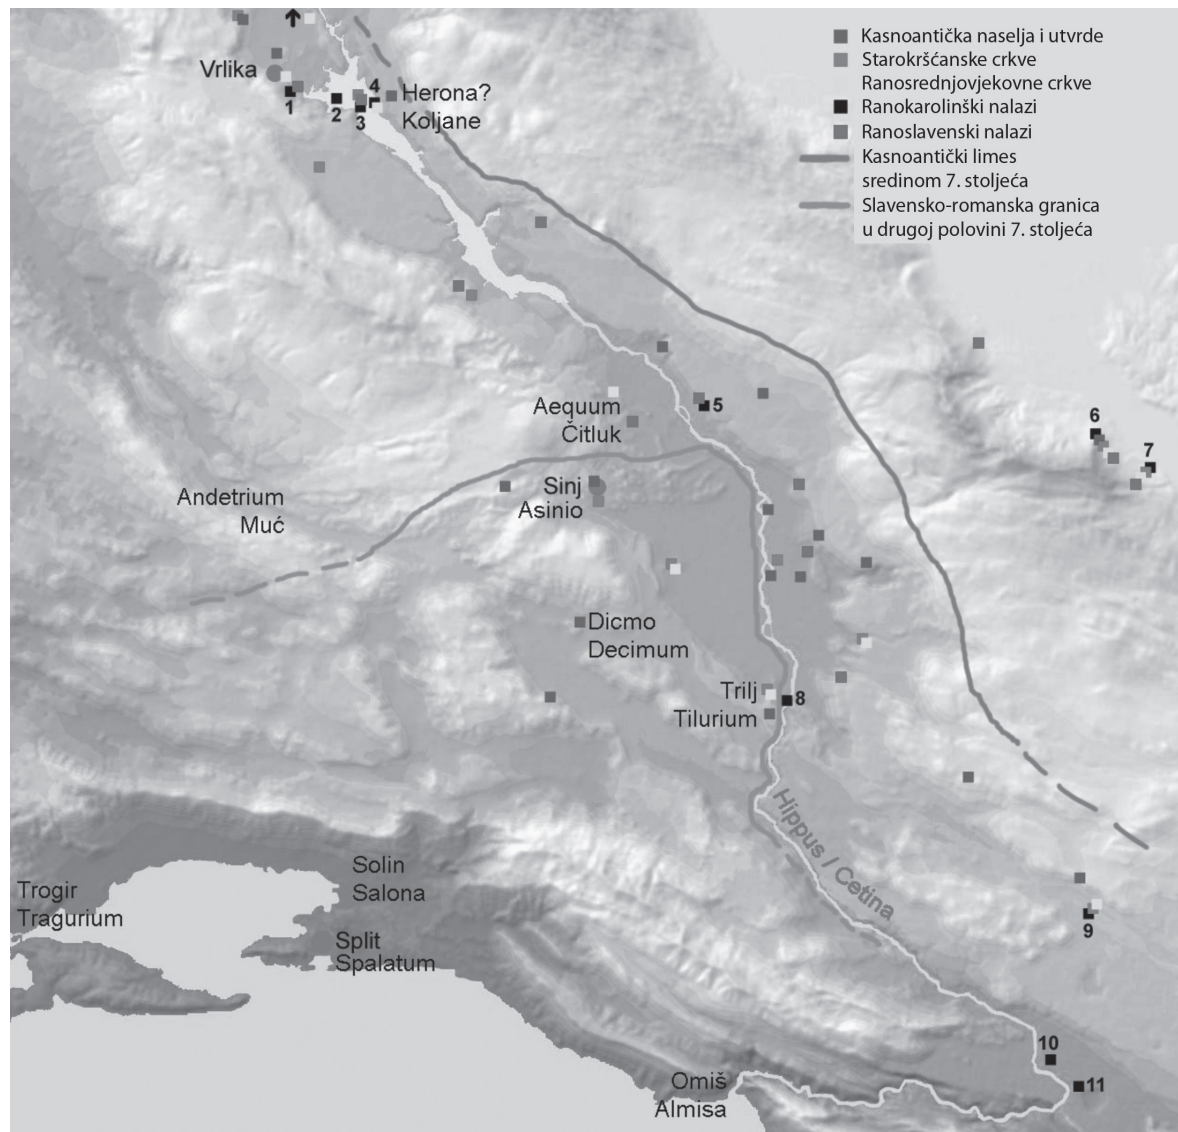 Kasnoantička naselja i utvrde
Starokršćanske crkve
Ranosrednjovjekovne crkve
Ranokarolinški nalazi
Ranoslavenski nalazi
Kasnoantički limes
sredinom 7. stoljeća
Slavensko-romanska granica
u drugoj polovini 7. stoljeća
Vrlika
1
2
3
4
Herona?
Koljane
Aequum
Čitluk
5
6
7
Sinj
Asinio
Andetrium
Muć
Dicmo
Decimum
Trilj
Tilurium
8
Hippus / Cetina
Solin
Salona
Trogir
Tragurium
Split
Spalatum
9
10
11
Omiš
Almisa